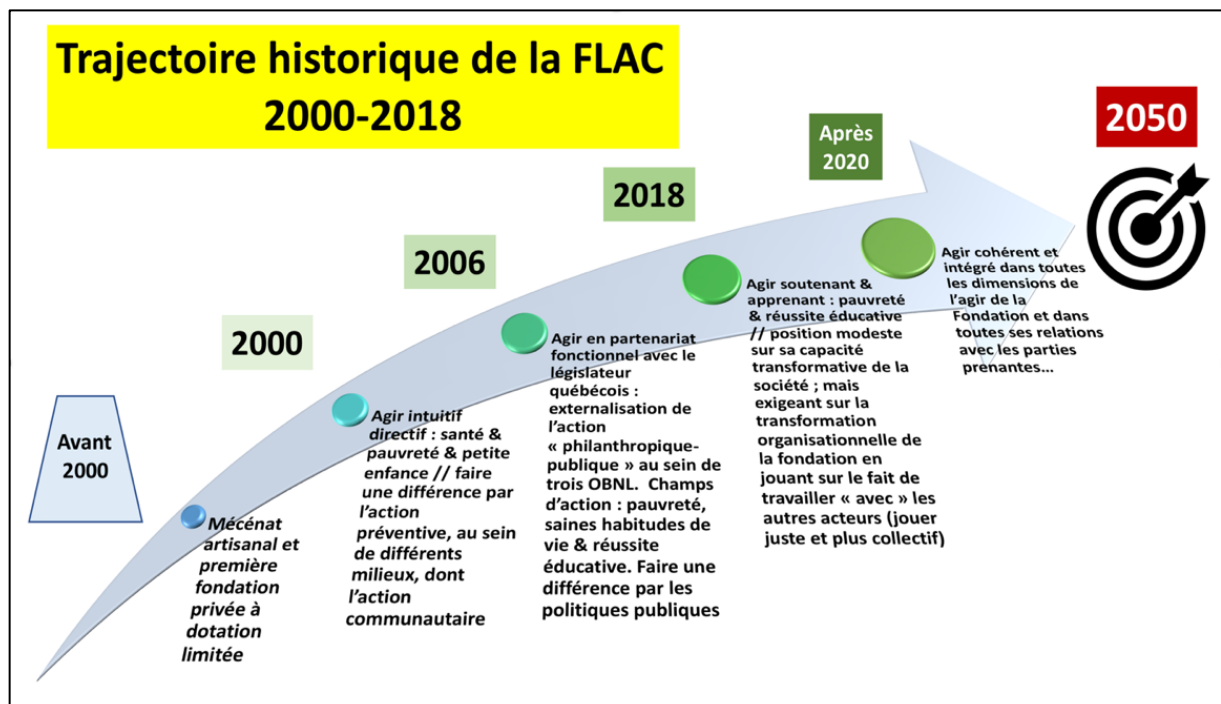 Trajectoire historique de la FLAC
2000-2018
Avant
2000
Mécénat
artisanal et
première
fondation
privée à
dotation
limitée
2000
Agir intuitif
directif : santé &
pauvreté & petite
enfance // faire
une différence par
l’action
préventive, au sein
de différents
milieux, dont
l’action
communautaire
2006
Agir en partenariat
fonctionnel avec le
législateur
québécois :
externalisation de
l’action
« philanthropique-
publique » au sein de
trois OBNL. Champs
d’action : pauvreté,
saines habitudes de
vie & réussite
éducative. Faire une
différence par les
politiques publiques
2018
Agir soutenant &
apprenant : pauvreté
& réussite éducative
// position modeste
sur sa capacité
transformative de la
société ; mais
exigeant sur la
transformation
organisationnelle de
la fondation en
jouant sur le fait de
travailler « avec » les
autres acteurs (jouer
juste et plus collectif)
Après
2020
Agir cohérent et
intégré dans toutes
les dimensions de
l’agir de la
Fondation et dans
toutes ses relations
avec les parties
prenantes...
2050